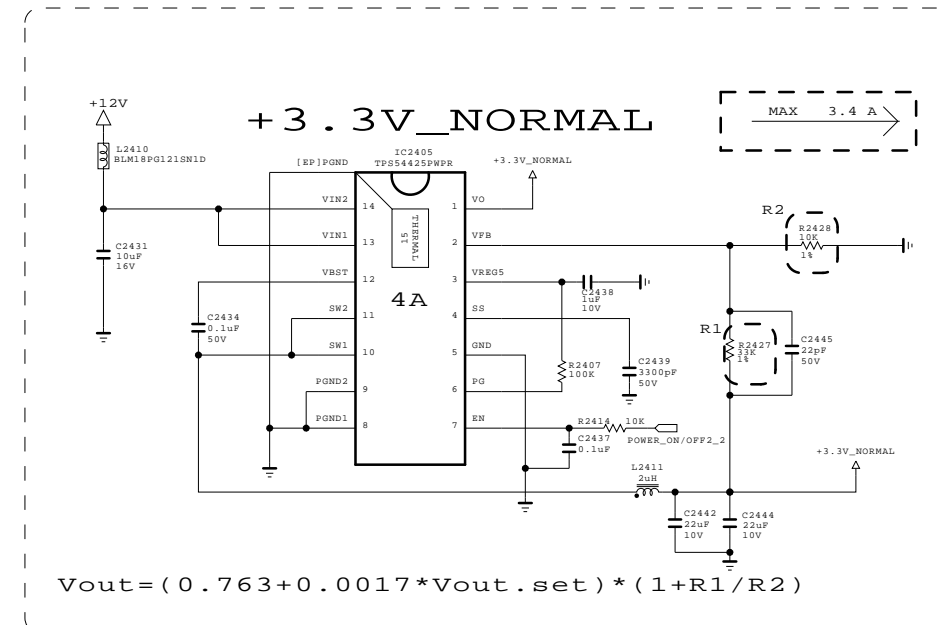 +12V
+3.3V_NORMAL
MAX 3.4 A
L2410
BLM18PG121SN1D
IC2405
TPS54425PWPR
[EP]PGND
+3.3V_NORMAL
VIN2
14
1
VO
THERMAL
15
R2
R2428
10K
1%
VIN1
13
2
VFB
C2431
10uF
16V
VBST
12
3
VREG5
4A
C2438
1uF
10V
SW2
11
4
SS
C2434
0.1uF
50V
R1
R2427
33K
1%
C2445
22pF
50V
SW1
10
5
GND
R2407
100K
C2439
3300pF
50V
PGND2
9
6
PG
PGND1
8
7
EN
R2414 10K
POWER_ON/OFF2_2
C2437
0.1uF
+3.3V_NORMAL
L2411
2uH
C2442
22uF
10V
C2444
22uF
10V
Vout=(0.763+0.0017*Vout.set)*(1+R1/R2)